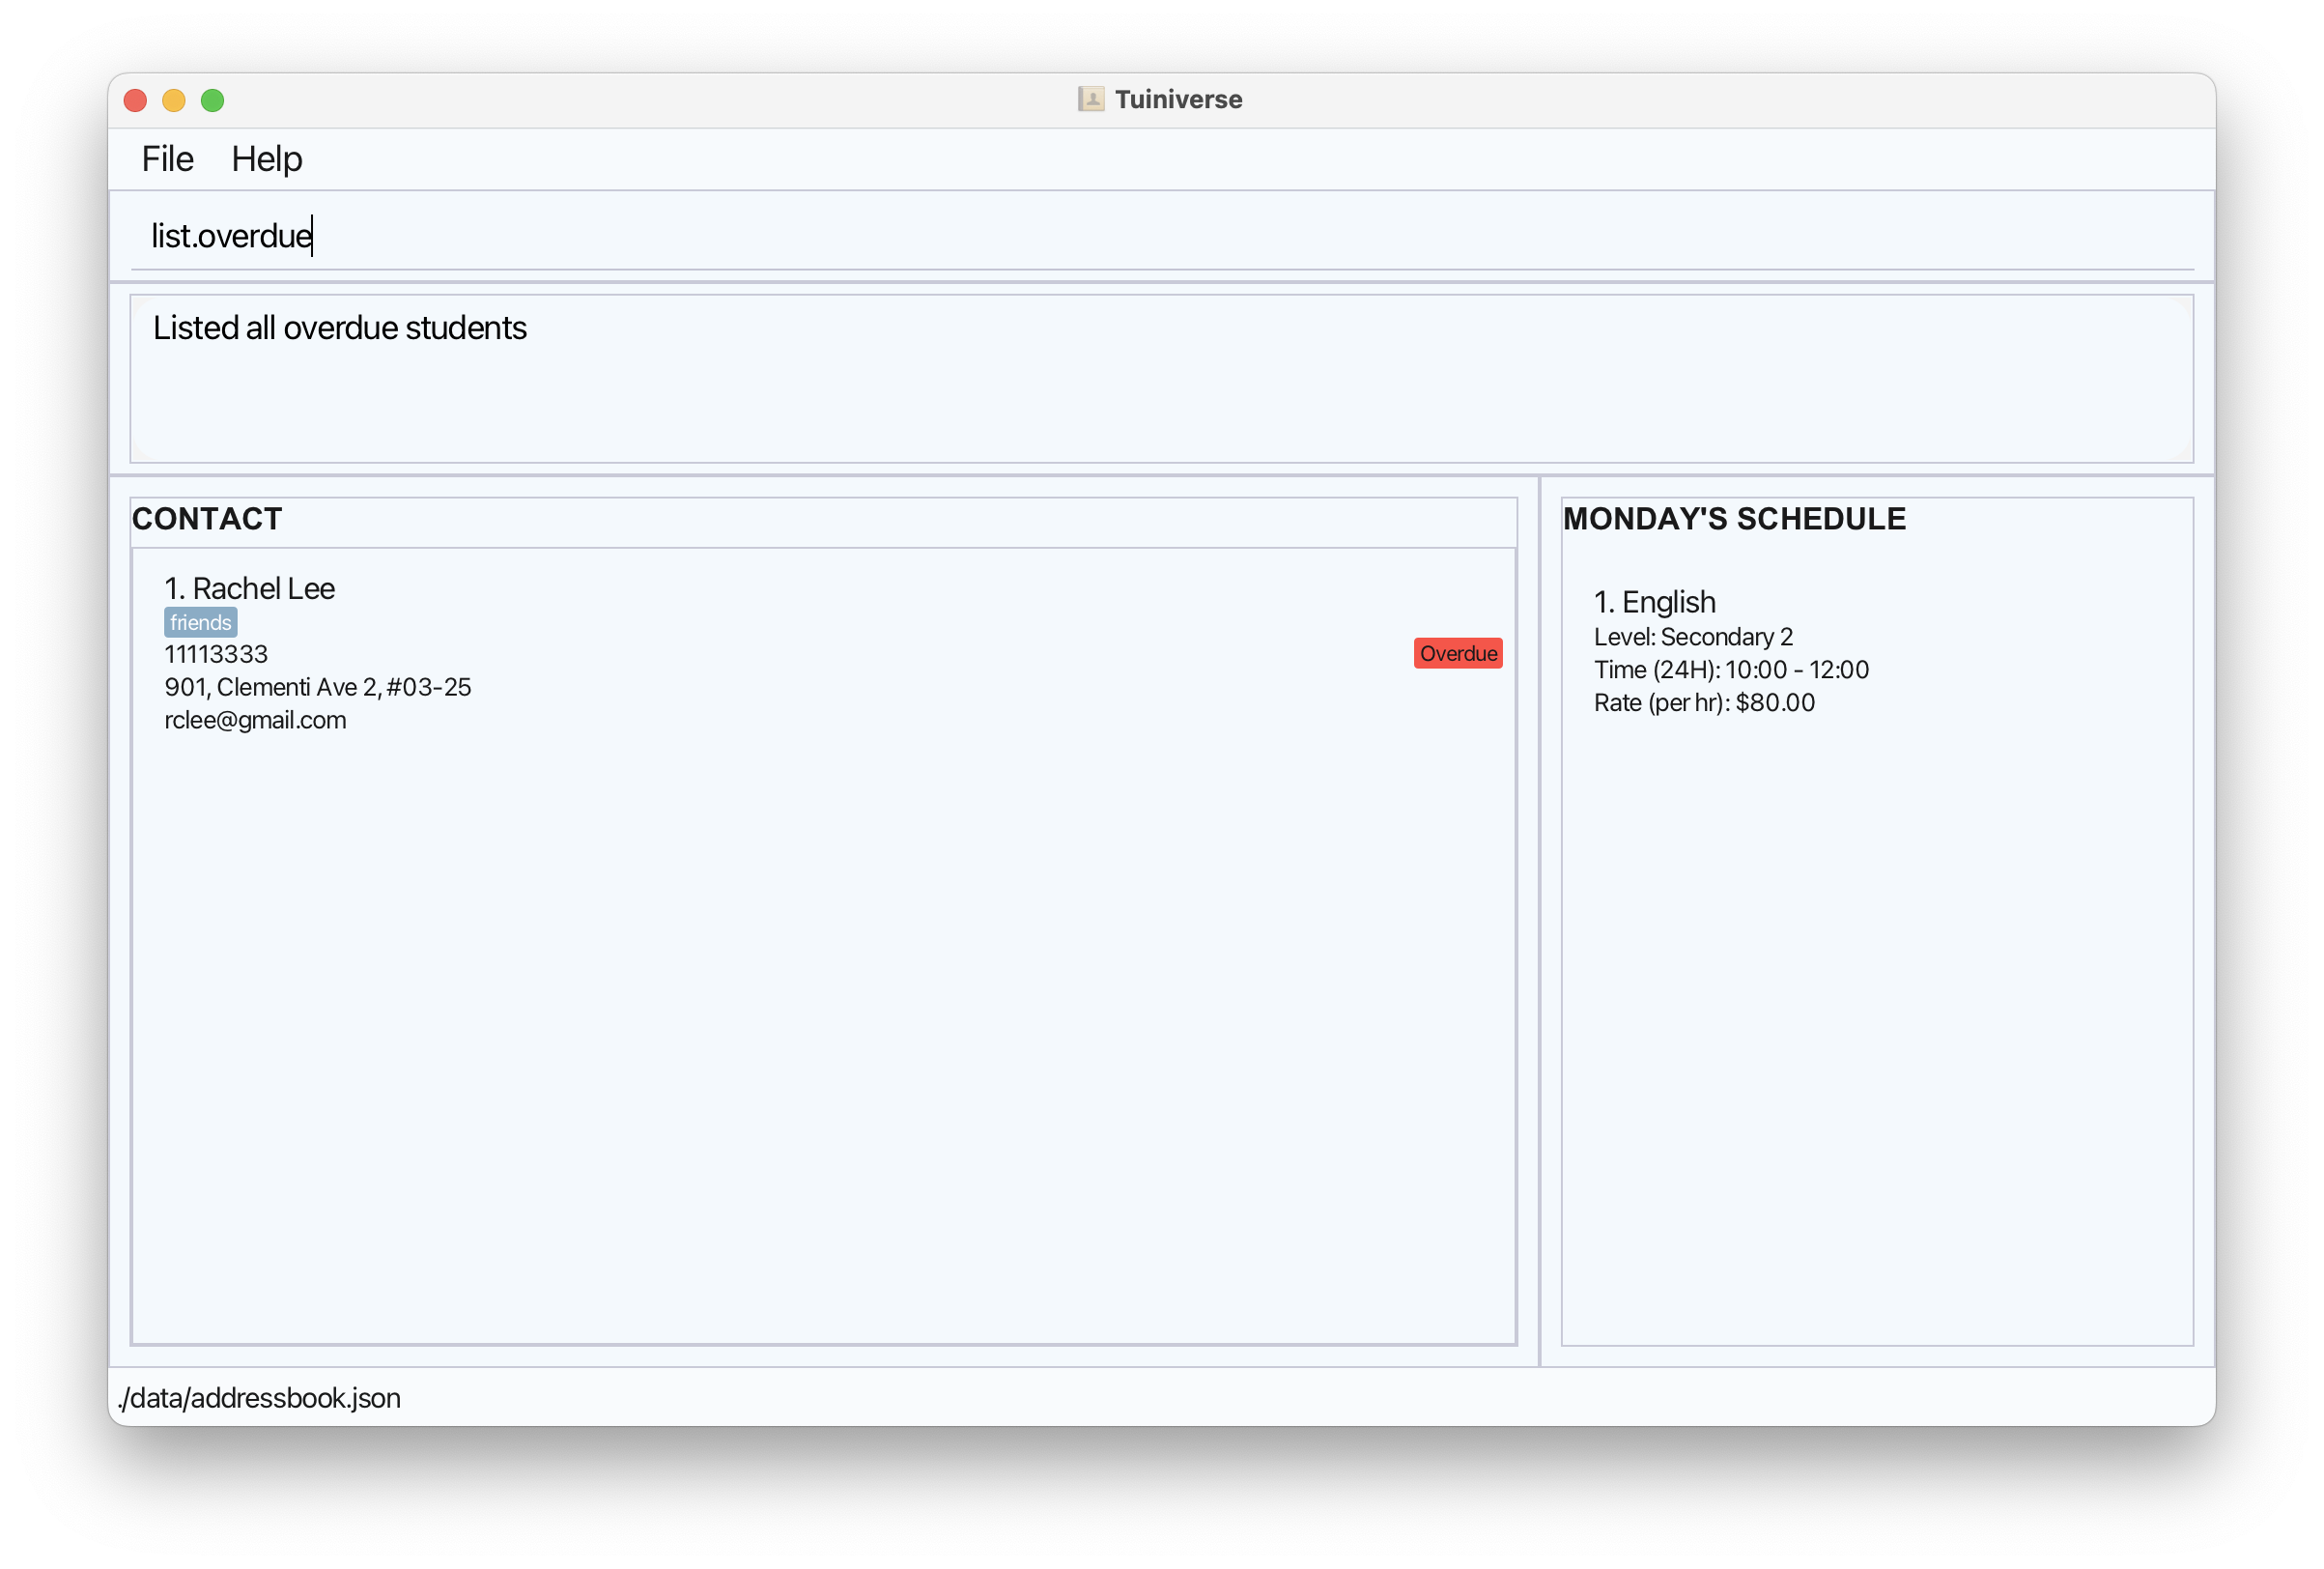 Tuiniverse
File Help
list.overdue
Listed all overdue students
CONTACT
1. Rachel Lee
friends
11113333
Overdue
901, Clementi Ave 2, #03-25
rclee@gmail.com
MONDAY'S SCHEDULE
1. English
Level: Secondary 2
Time (24H): 10:00 - 12:00
Rate (per hr): $80.00
./data/addressbook.json